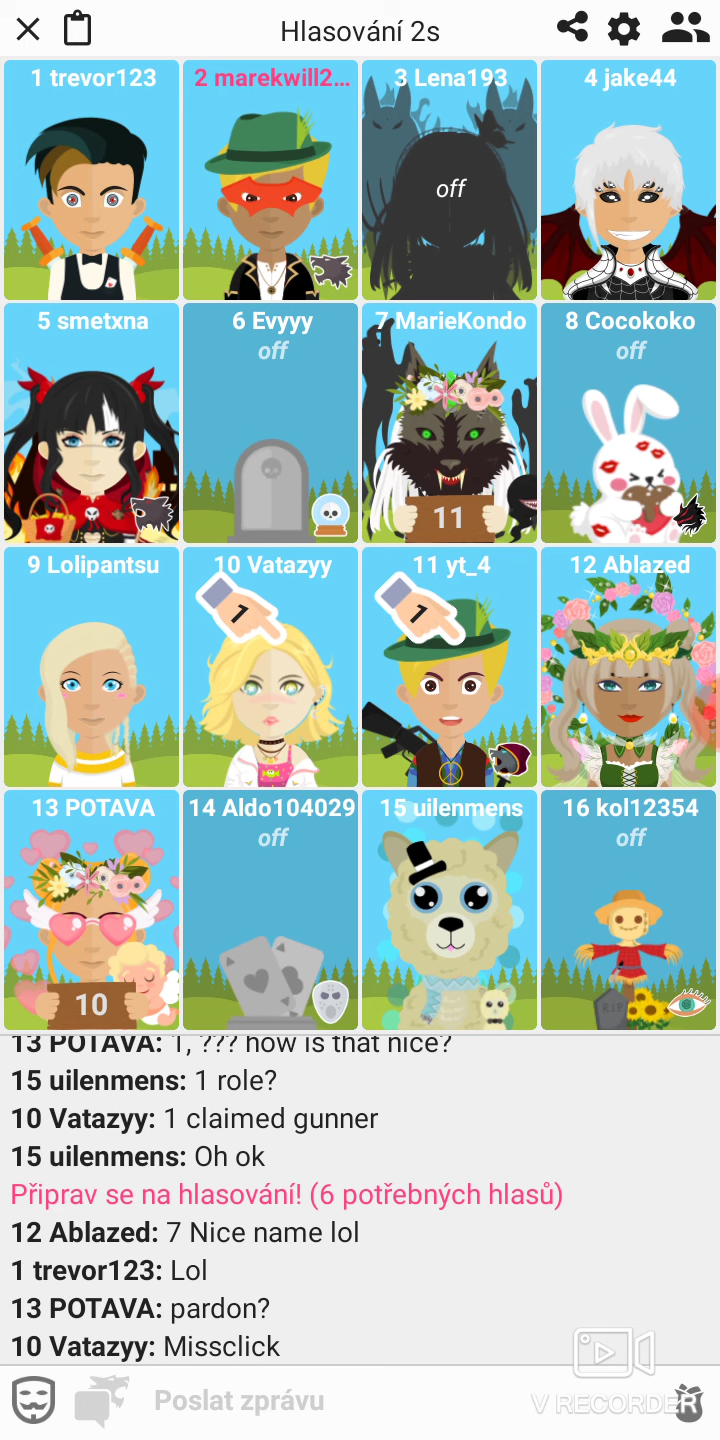 Hlasování 2s
1 trevor123
2 marekwill2...
3 Lena193
4 jake44
off
5 smetxna
6 Evyyy
7 MarieKondo
8 Cocokoko
off
off
11
9 Lolipantsu
10 Vatazyy
11 yt_4
12 Ablazed
1
1
13 POTAVA
14 Aldo104029
15 uilenmens
16 kol12354
off
off
10
RIP
13 POTAVA: 1, ??? how is that nice?
15 uilenmens: 1 role?
10 Vatazyy: 1 claimed gunner
15 uilenmens: Oh ok
Připrav se na hlasování! (6 potřebných hlasů)
12 Ablazed: 7 Nice name lol
1 trevor123: Lol
13 POTAVA: pardon?
10 Vatazyy: Missclick
Poslat zprávu
V RECORDER